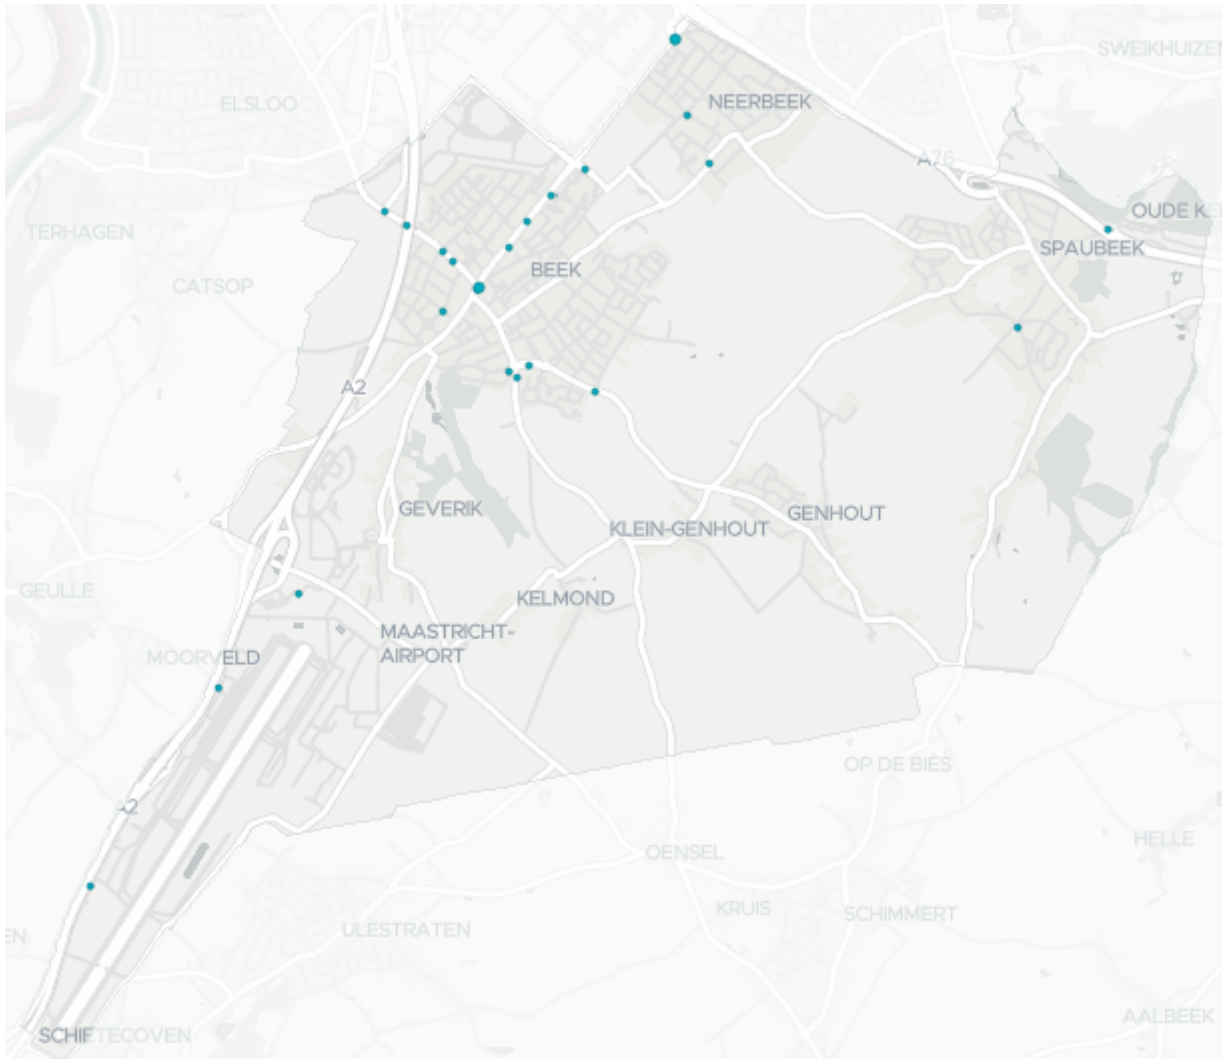 SWEIKHUIZEN
ELSLOO
NEERBEEK
A76
OUDE K
TERHAGEN
SPAUBEEK
BEEK
CATSOP
A2
GEVERIK
GENHOUT
KLEIN-GENHOUT
GEULLE
KELMOND
MAASTRICHT-
AIRPORT
MOORVELD
OP DE BIES
A2
HELLE
OENSEL
KRUIS
SCHIMMERT
ULESTRATEN
EN
AALBEEK
SCHIETECOVEN